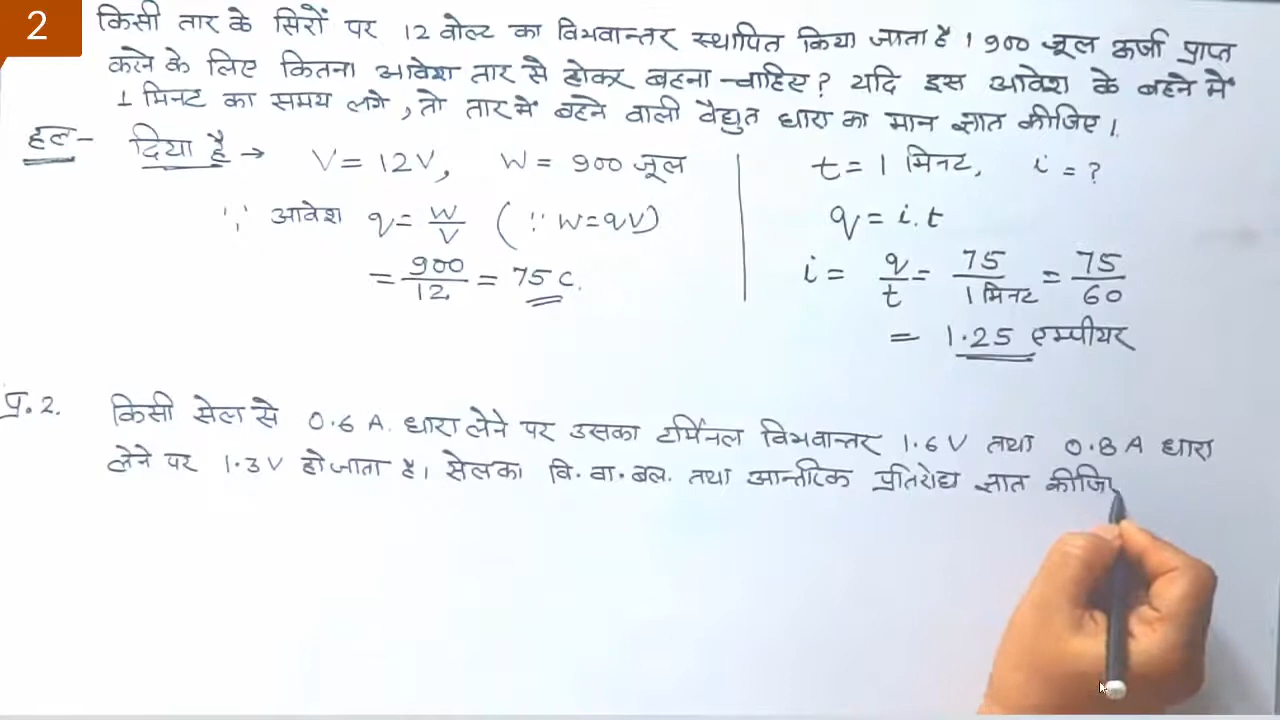 2
किसी तार के सिरों पर 12 वोल्ट का विभवान्तर स्थापित किया जाता है। 900 जूल ऊर्जा प्राप्त
करने के लिए कितना आवेश तार से होकर बहना चाहिए? यदि इस आवेश के बहने में
1 मिनट का समय लगे, तो तार में बहने वाली वैद्युत धारा का मान ज्ञात कीजिए।
हल- दिया है → V = 12V, W = 900 जूल
∵ आवेश q = W/V (∵ W = qV)
= 900/12 = 75 C.
t = 1 मिनट, i = ?
q = i.t
i = q/t = 75/1 मिनट = 75/60
= 1.25 एम्पीयर
प्र.2. किसी सेल से 0.6 A. धारा लेने पर उसका टर्मिनल विभवान्तर 1.6 V तथा 0.8 A धारा
लेने पर 1.3 V हो जाता है। सेल का वि. वा. बल. तथा आन्तरिक प्रतिरोध ज्ञात कीजि